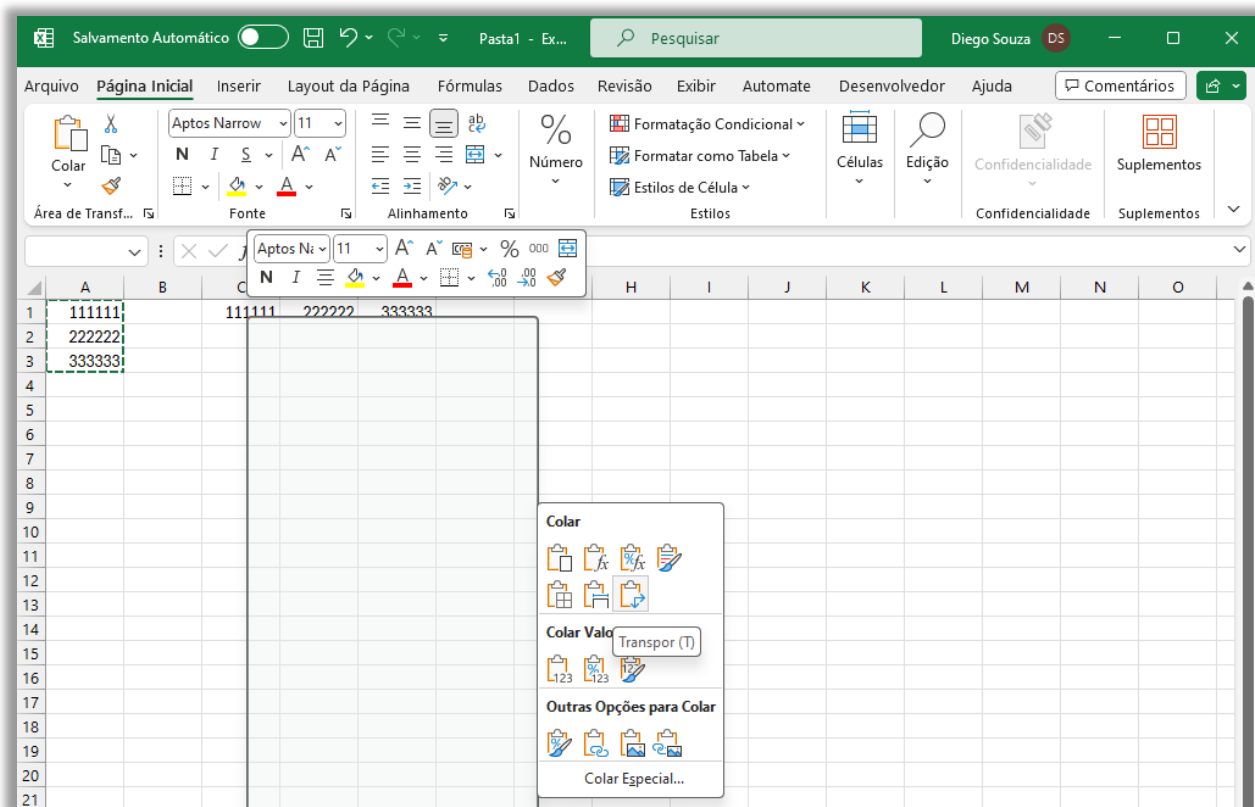 Salvamento Automático Pasta1 - Ex... Pesquisar Diego Souza DS
Arquivo Página Inicial Inserir Layout da Página Fórmulas Dados Revisão Exibir Automate Desenvolvedor Ajuda Comentários
Aptos Narrow 11 ab Formatação Condicional
Colar N I S A A Número Formatar como Tabela Células Edição Confidencialidade Suplementos
A Estilos de Célula
Área de Transf... Fonte Alinhamento Estilos Confidencialidade Suplementos
Aptos Na 11 A A % 000
N I A
A B C H I J K L M N O
1 111111 111111 222222 333333
2 222222
3 333333
4
5
6
7
8
9
Colar
10
11
12
13
14
Colar Valo
Transpor (T)
15
16
17
Outras Opções para Colar
18
19
20
Colar Especial...
21